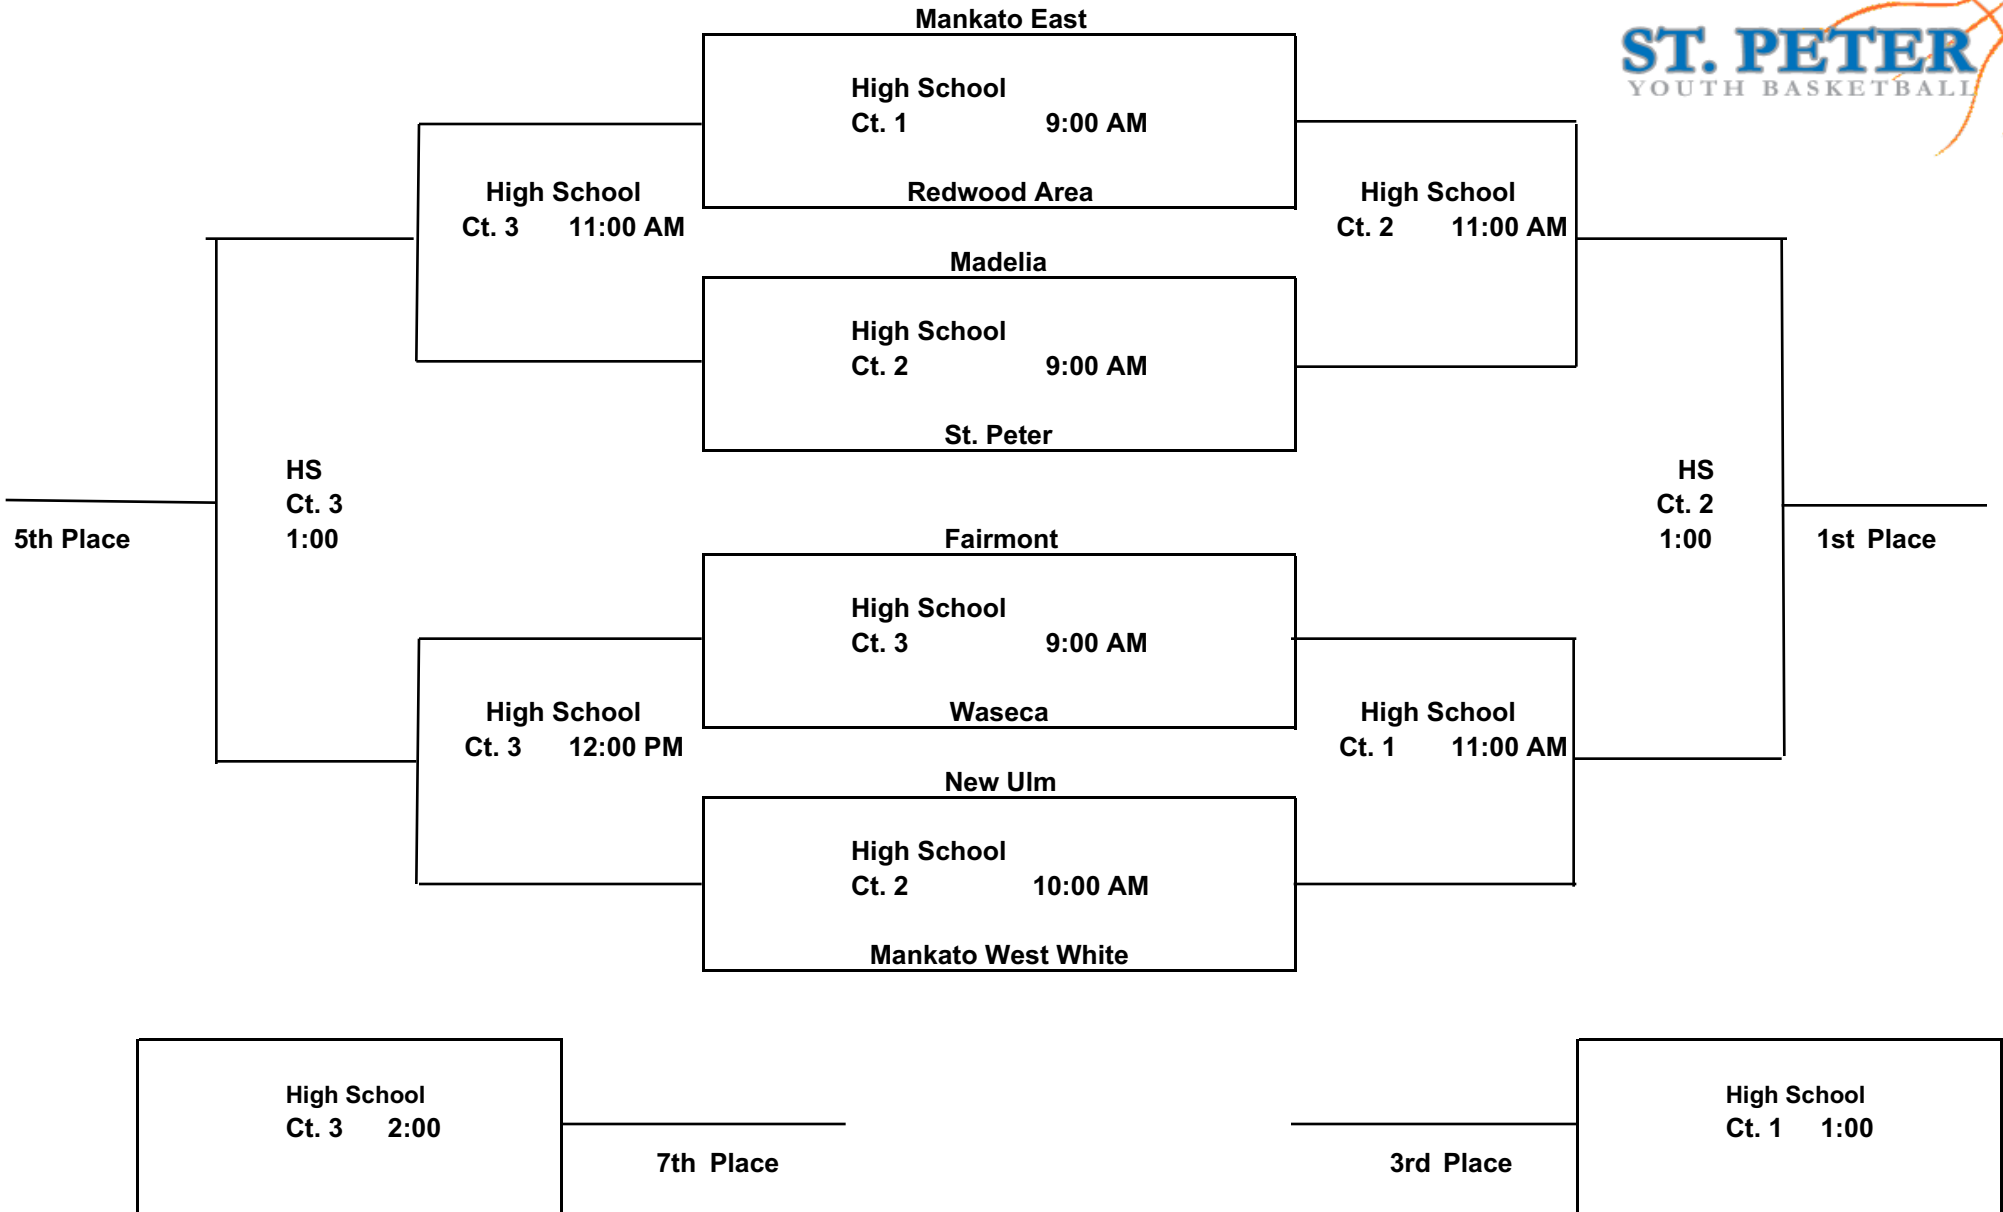 Mankato East
ST. PETER
YOUTH BASKETBALL
High School
Ct. 1 9:00 AM
Redwood Area
High School
Ct. 3 11:00 AM
High School
Ct. 2 11:00 AM
Madelia
High School
Ct. 2 9:00 AM
St. Peter
HS
Ct. 3
1:00
5th Place
HS
Ct. 2
1:00
1st Place
Fairmont
High School
Ct. 3 9:00 AM
Waseca
High School
Ct. 3 12:00 PM
High School
Ct. 1 11:00 AM
New Ulm
High School
Ct. 2 10:00 AM
Mankato West White
High School
Ct. 3 2:00
7th Place
High School
Ct. 1 1:00
3rd Place